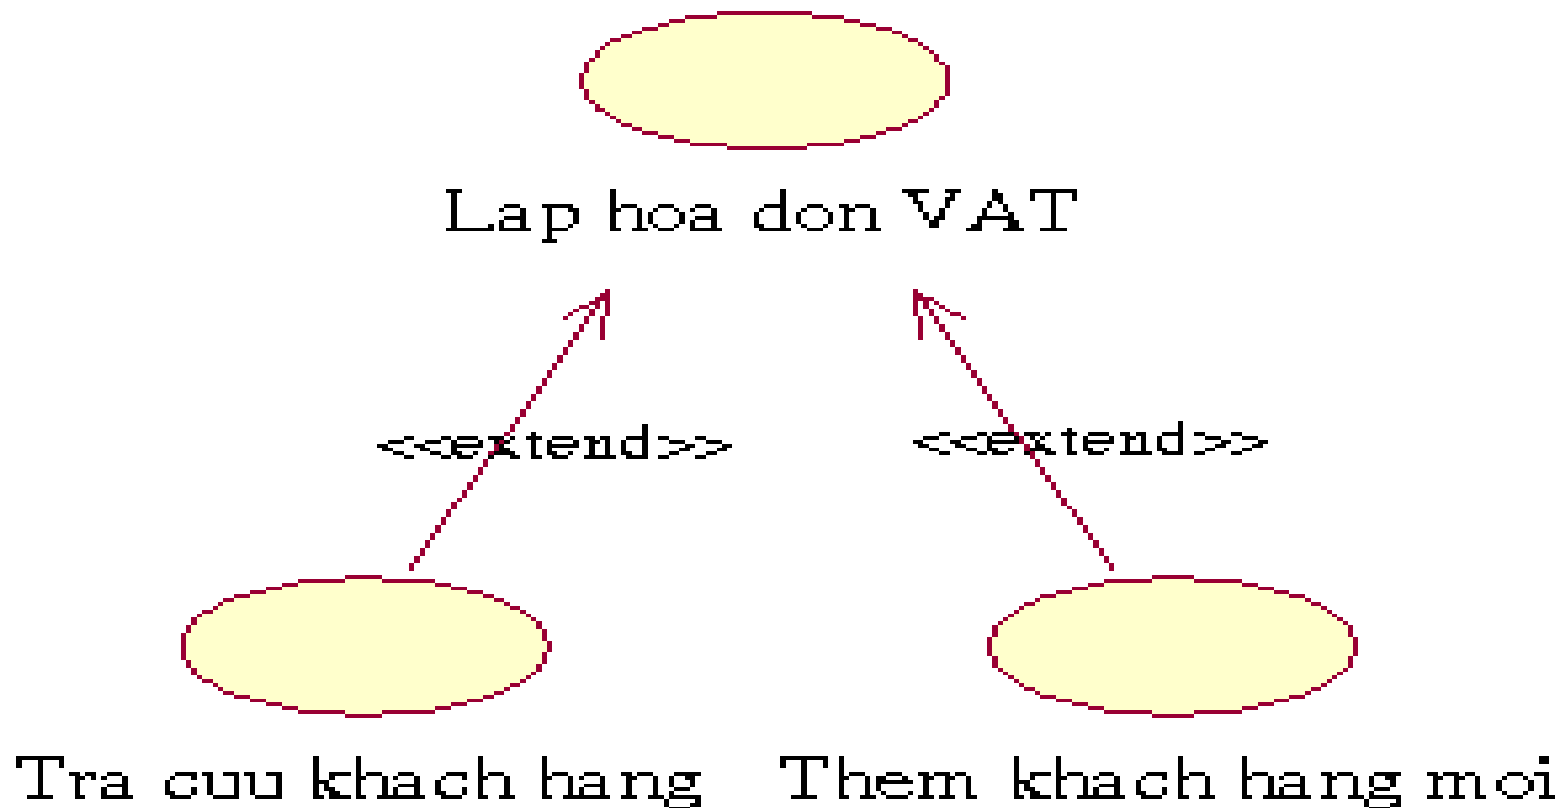 Lap hoa don VAT
<<extend>> <<extend>>
Tra cuu khach hang Them khach hang moi